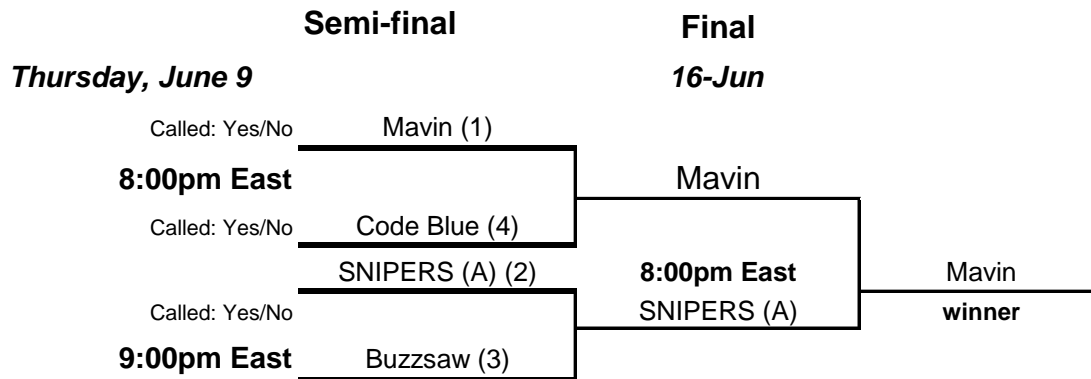 Semi-final Final
Thursday, June 9 16-Jun
Called: Yes/No Mavin (1)
8:00pm East Mavin
Called: Yes/No Code Blue (4)
SNIPERS (A) (2) 8:00pm East Mavin
Called: Yes/No SNIPERS (A) winner
9:00pm East Buzzsaw (3)